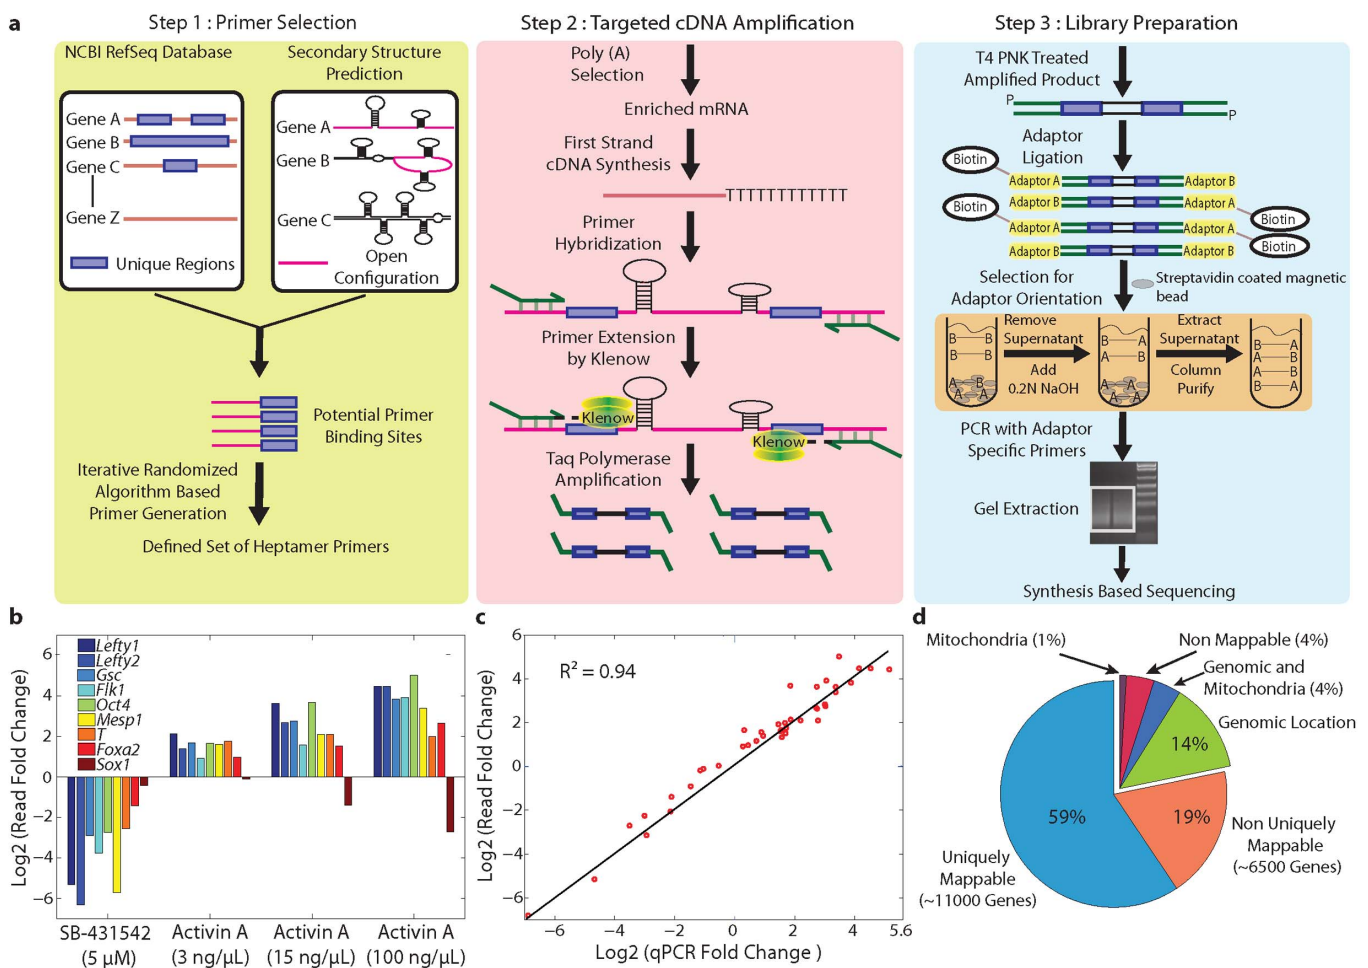 a
Step 1 : Primer Selection
NCBI RefSeq Database
Secondary Structure
Prediction
Gene A
Gene B
Gene C
Gene Z
Unique Regions
Gene A
Gene B
Gene C
Open
Configuration
Potential Primer
Binding Sites
Iterative Randomized
Algorithm Based
Primer Generation
Defined Set of Heptamer Primers
Step 2 : Targeted cDNA Amplification
Poly (A)
Selection
Enriched mRNA
First Strand
cDNA Synthesis
TTTTTTTTTTTT
Primer
Hybridization
Primer Extension
by Klenow
Klenow
Klenow
Taq Polymerase
Amplification
Step 3 : Library Preparation
T4 PNK Treated
Amplified Product
P
P
Adaptor
Ligation
Biotin
Adaptor A
Adaptor B
Biotin
Adaptor B
Adaptor A
Biotin
Adaptor A
Adaptor A
Biotin
Adaptor B
Adaptor B
Selection for
Adaptor Orientation
Streptavidin coated magnetic
bead
B B
B B
A B
A A
Remove
Supernatant
Add
0.2N NaOH
B A
A B
A A
Extract
Supernatant
Column
Purify
B A
A B
A B
B A
PCR with Adaptor
Specific Primers
Gel Extraction
Synthesis Based Sequencing
b
Log2 (Read Fold Change)
6
4
2
0
−2
−4
−6
Lefty1
Lefty2
Gsc
Flk1
Oct4
Mesp1
T
Foxa2
Sox1
SB-431542
(5 µM)
Activin A
(3 ng/µL)
Activin A
(15 ng/µL)
Activin A
(100 ng/µL)
c
Log2 (Read Fold Change)
6
4
2
0
−2
−4
−6
R² = 0.94
−6 −4 −2 0 2 4 5.6
Log2 (qPCR Fold Change )
d
Mitochondria (1%)
Non Mappable (4%)
Genomic and
Mitochondria (4%)
Genomic Location
14%
59%
19%
Non Uniquely
Mappable
(~6500 Genes)
Uniquely
Mappable
(~11000 Genes)